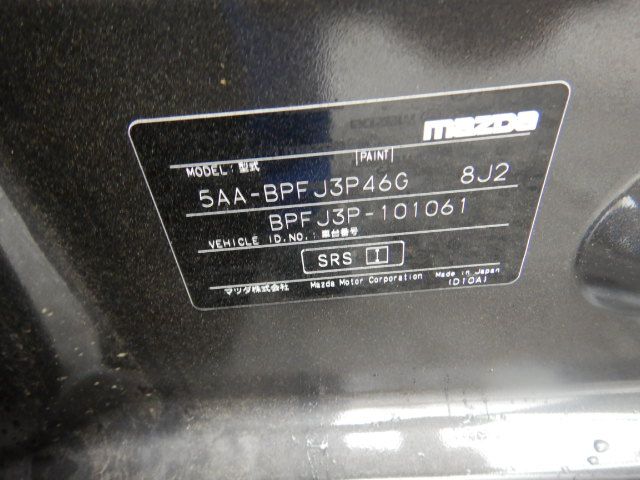 mazda
MODEL : 型式 PAINT
5AA-BPFJ3P46G 8J2
BPFJ3P-101061
VEHICLE ID.NO. : 車台番号
SRS I
マツダ株式会社 Mazda Motor Corporation Made in Japan
(D10A)